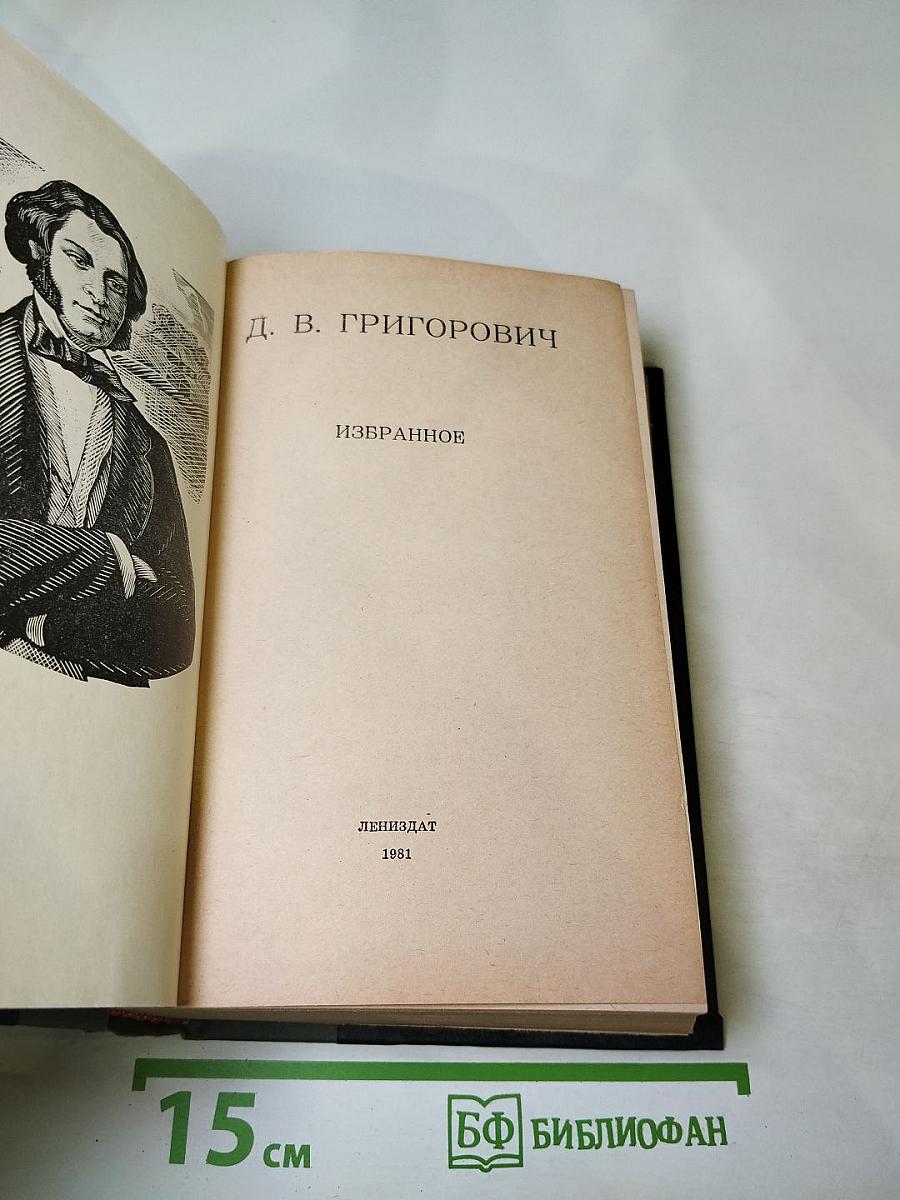 Д. В. ГРИГОРОВИЧ
ИЗБРАННОЕ
ЛЕНИЗДАТ
1981
15 см
БФ БИБЛИОФАН